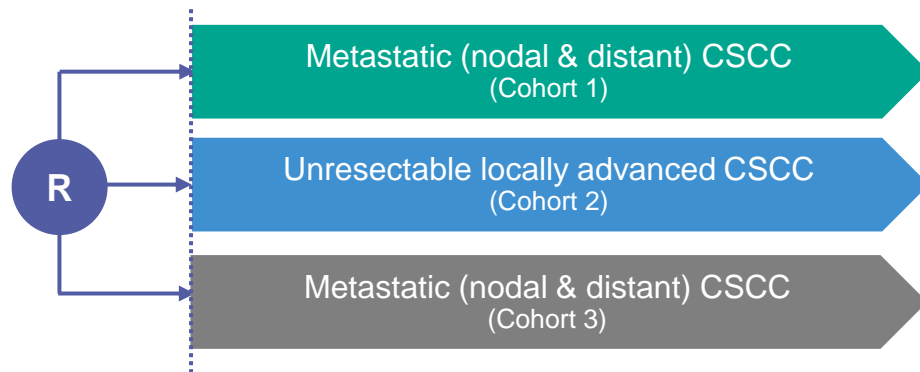 Metastatic (nodal & distant) CSCC
(Cohort 1)
R
Unresectable locally advanced CSCC
(Cohort 2)
Metastatic (nodal & distant) CSCC
(Cohort 3)